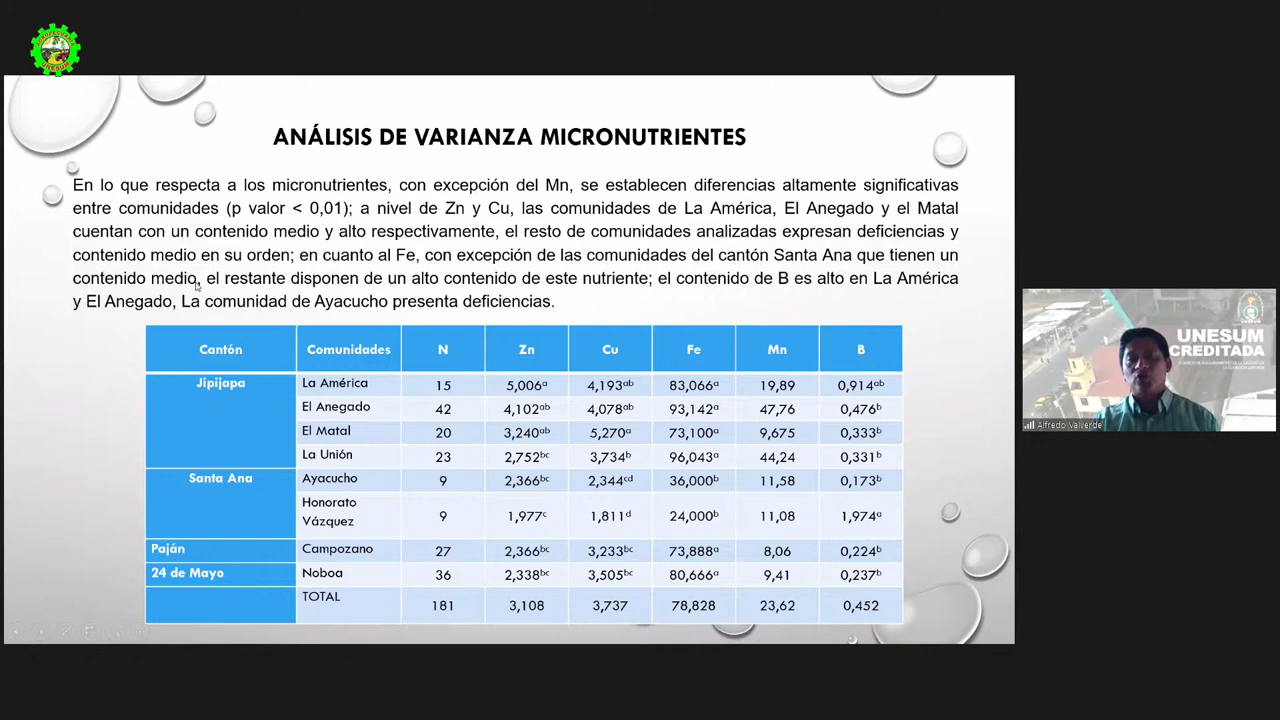 AGROPECUARIA
UNESUM
ANÁLISIS DE VARIANZA MICRONUTRIENTES
En lo que respecta a los micronutrientes, con excepción del Mn, se establecen diferencias altamente significativas
entre comunidades (p valor < 0,01); a nivel de Zn y Cu, las comunidades de La América, El Anegado y el Matal
cuentan con un contenido medio y alto respectivamente, el resto de comunidades analizadas expresan deficiencias y
contenido medio en su orden; en cuanto al Fe, con excepción de las comunidades del cantón Santa Ana que tienen un
contenido medio, el restante disponen de un alto contenido de este nutriente; el contenido de B es alto en La América
y El Anegado, La comunidad de Ayacucho presenta deficiencias.
Cantón Comunidades N Zn Cu Fe Mn B
Jipijapa La América 15 5,006ᵃ 4,193ᵃᵇ 83,066ᵃ 19,89 0,914ᵃᵇ
El Anegado 42 4,102ᵃᵇ 4,078ᵃᵇ 93,142ᵃ 47,76 0,476ᵇ
El Matal 20 3,240ᵃᵇ 5,270ᵃ 73,100ᵃ 9,675 0,333ᵇ
La Unión 23 2,752ᵇᶜ 3,734ᵇ 96,043ᵃ 44,24 0,331ᵇ
Santa Ana Ayacucho 9 2,366ᵇᶜ 2,344ᶜᵈ 36,000ᵇ 11,58 0,173ᵇ
Honorato
Vázquez 9 1,977ᶜ 1,811ᵈ 24,000ᵇ 11,08 1,974ᵃ
Paján Campozano 27 2,366ᵇᶜ 3,233ᵇᶜ 73,888ᵃ 8,06 0,224ᵇ
24 de Mayo Noboa 36 2,338ᵇᶜ 3,505ᵇᶜ 80,666ᵃ 9,41 0,237ᵇ
TOTAL 181 3,108 3,737 78,828 23,62 0,452
UNESUM
CREDITADA
Alfredo Valverde